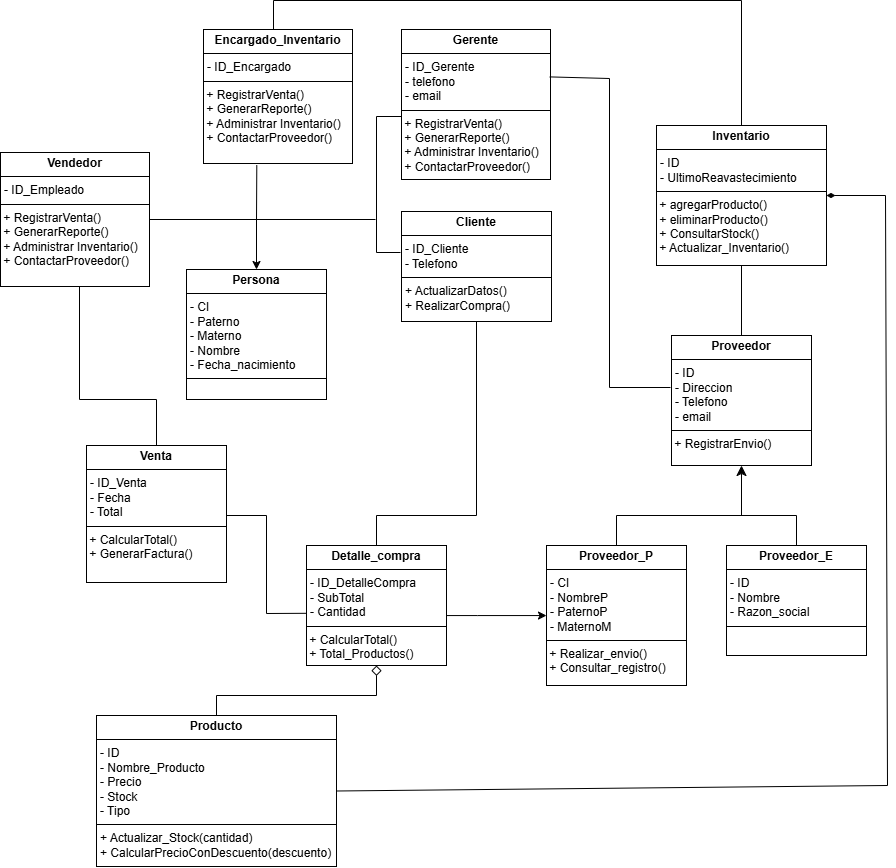 Encargado_Inventario
- ID_Encargado
+ RegistrarVenta()
+ GenerarReporte()
+ Administrar Inventario()
+ ContactarProveedor()
Gerente
- ID_Gerente
- telefono
- email
+ RegistrarVenta()
+ GenerarReporte()
+ Administrar Inventario()
+ ContactarProveedor()
Inventario
- ID
- UltimoReavastecimiento
+ agregarProducto()
+ eliminarProducto()
+ ConsultarStock()
+ Actualizar_Inventario()
Vendedor
- ID_Empleado
+ RegistrarVenta()
+ GenerarReporte()
+ Administrar Inventario()
+ ContactarProveedor()
Cliente
- ID_Cliente
- Telefono
+ ActualizarDatos()
+ RealizarCompra()
Persona
- CI
- Paterno
- Materno
- Nombre
- Fecha_nacimiento
Proveedor
- ID
- Direccion
- Telefono
- email
+ RegistrarEnvio()
Venta
- ID_Venta
- Fecha
- Total
+ CalcularTotal()
+ GenerarFactura()
Detalle_compra
- ID_DetalleCompra
- SubTotal
- Cantidad
+ CalcularTotal()
+ Total_Productos()
Proveedor_P
- CI
- NombreP
- PaternoP
- MaternoM
+ Realizar_envio()
+ Consultar_registro()
Proveedor_E
- ID
- Nombre
- Razon_social
Producto
- ID
- Nombre_Producto
- Precio
- Stock
- Tipo
+ Actualizar_Stock(cantidad)
+ CalcularPrecioConDescuento(descuento)